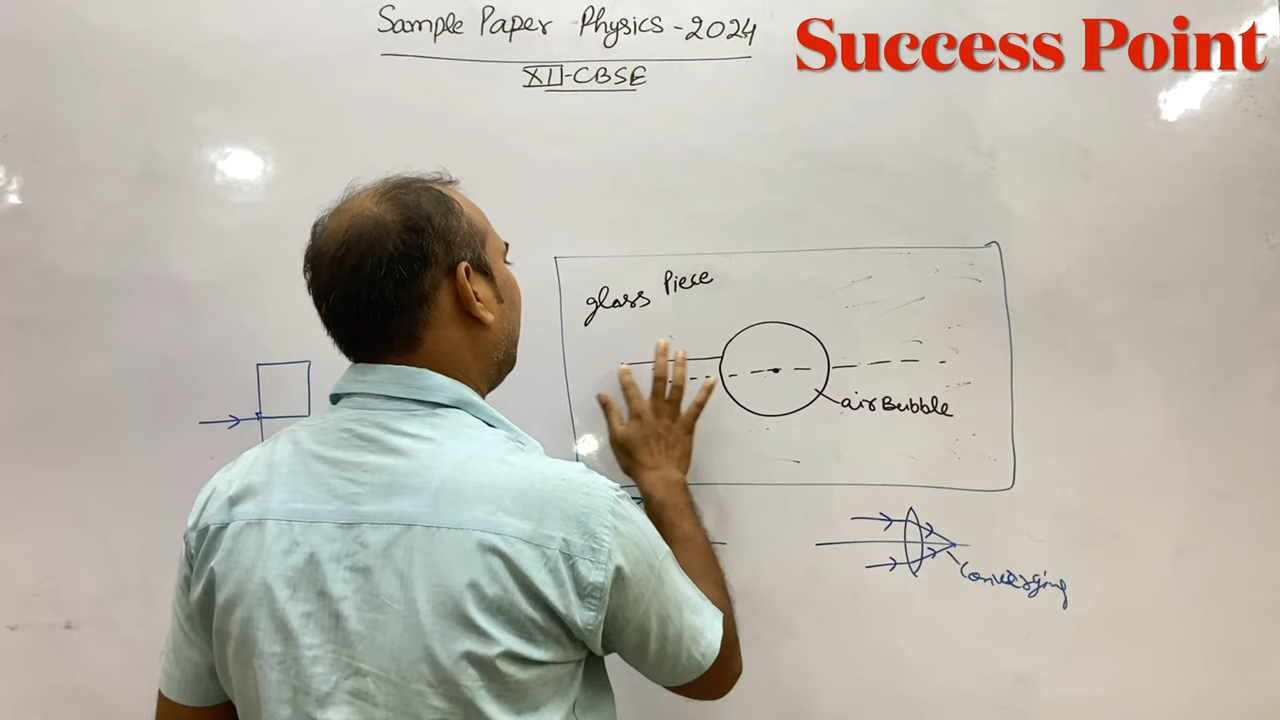 Sample Paper Physics - 2024
Success Point
XII-CBSE
glass Piece
air Bubble
Converging